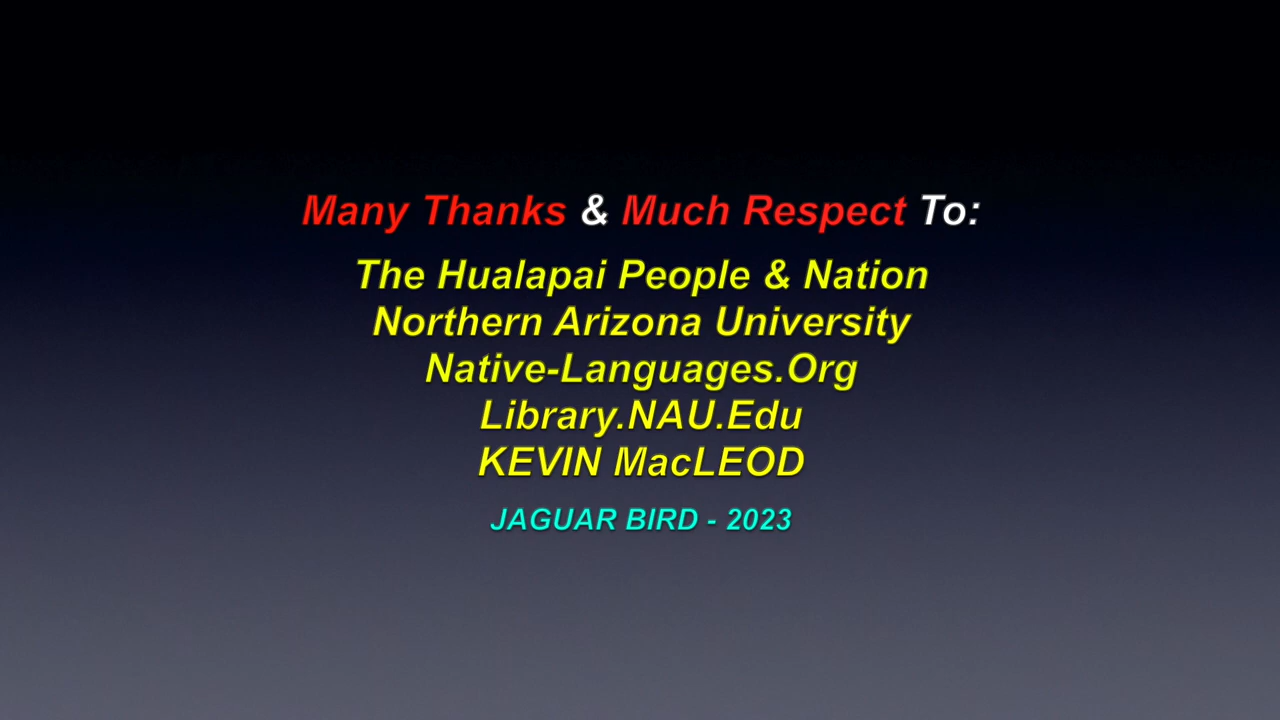 Many Thanks & Much Respect To:
The Hualapai People & Nation
Northern Arizona University
Native-Languages.Org
Library.NAU.Edu
KEVIN MacLEOD
JAGUAR BIRD - 2023